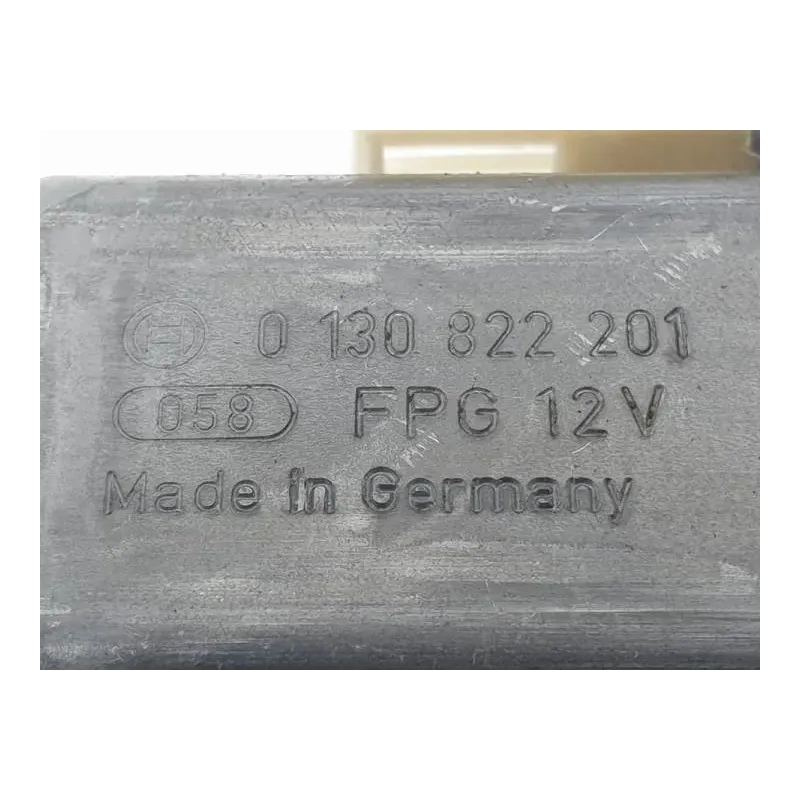 0 130 822 201
058 FPG 12V
Made in Germany